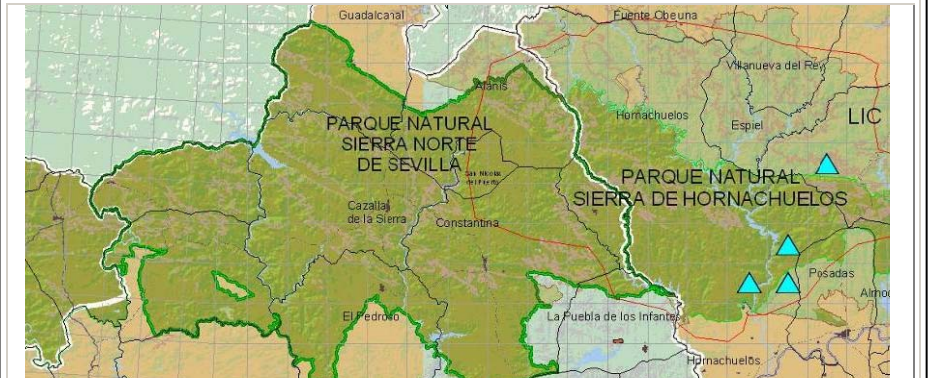 Guadalcanal
Fuente Obejuna
Villanueva del Rey
Alanís
Hornachuelos
Espiel
LIC
PARQUE NATURAL
SIERRA NORTE
DE SEVILLA
San Nicolas
del Puerto
PARQUE NATURAL
SIERRA DE HORNACHUELOS
Cazalla
de la Sierra
Constantina
Posadas
Almo
El Pedroso
La Puebla de los Infantes
Hornachuelos